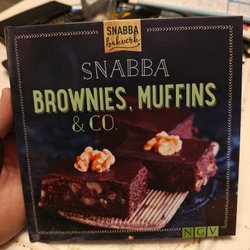 SNABBA
bakverk
SNABBA
BROWNIES, MUFFINS
& CO.
NGV